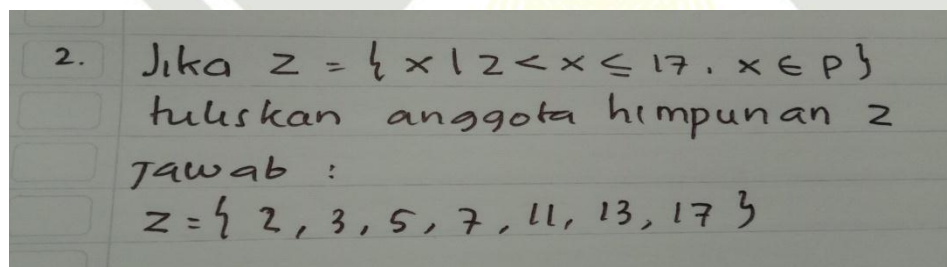 2. Jika z = { x | 2 < x ≤ 17, x ∈ P }
tuliskan anggota himpunan z
Jawab :
z = { 2, 3, 5, 7, 11, 13, 17 }